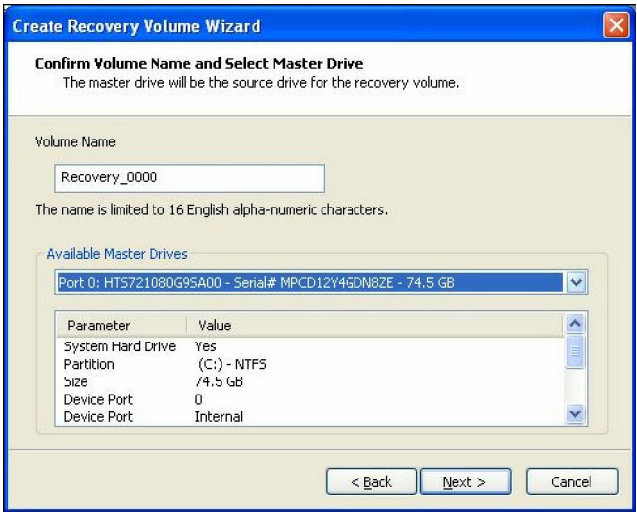 Create Recovery Volume Wizard
Confirm Volume Name and Select Master Drive
The master drive will be the source drive for the recovery volume.
Volume Name
Recovery_0000
The name is limited to 16 English alpha-numeric characters.
Available Master Drives
Port 0: HTS721080G9SA00 - Serial# MPCD12Y4GDN8ZE - 74.5 GB
Parameter Value
System Hard Drive Yes
Partition (C:) - NTFS
Size 74.5 GB
Device Port 0
Device Port Internal
< Back Next > Cancel